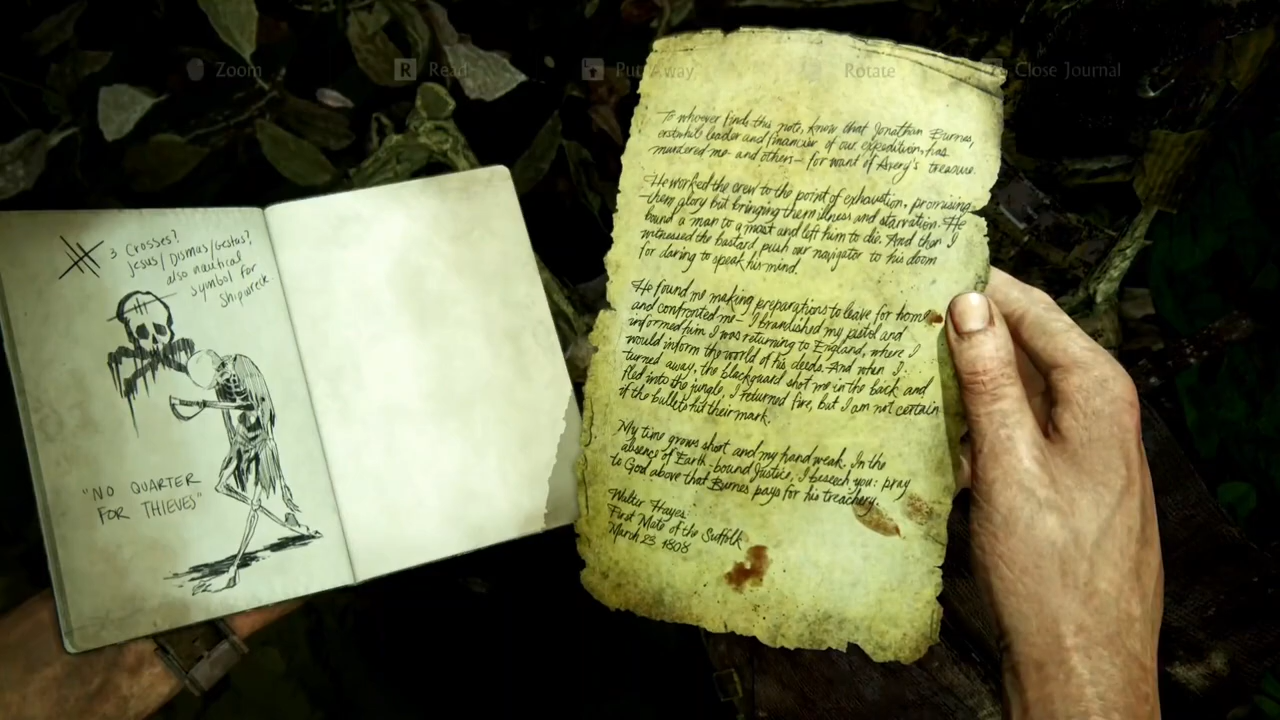 Zoom
R Read
Put Away
Rotate
Close Journal
3 Crosses?
Jesus/Dismas/Gestas?,
also nautical
symbol for
Shipwreck.
"NO QUARTER
FOR THIEVES"
To whoever finds this note, know that Jonathan Burnes,
erstwhile leader and financier of our expedition, has
murdered me- and others- for want of Avery's treasure.
He worked the crew to the point of exhaustion, promising
them glory but bringing them illness and starvation. He
bound a man to a mast and left him to die. And then I
witnessed the bastard push our navigator to his doom
for daring to speak his mind.
He found me making preparations to leave for home
and confronted me- I brandished my pistol and
informed him I was returning to England, where I
would inform the world of his deeds. And when I
turned away, the blackguard shot me in the back and
fled into the jungle, I returned fire, but I am not certain
if the bullets hit their mark.
My time grows short and my hand weak. In the
absence of Earth-bound Justice, I beseech you: pray
to God above that Burnes pays for his treachery.
Walter Hayes
First Mate of the Suffolk
March 23 1808